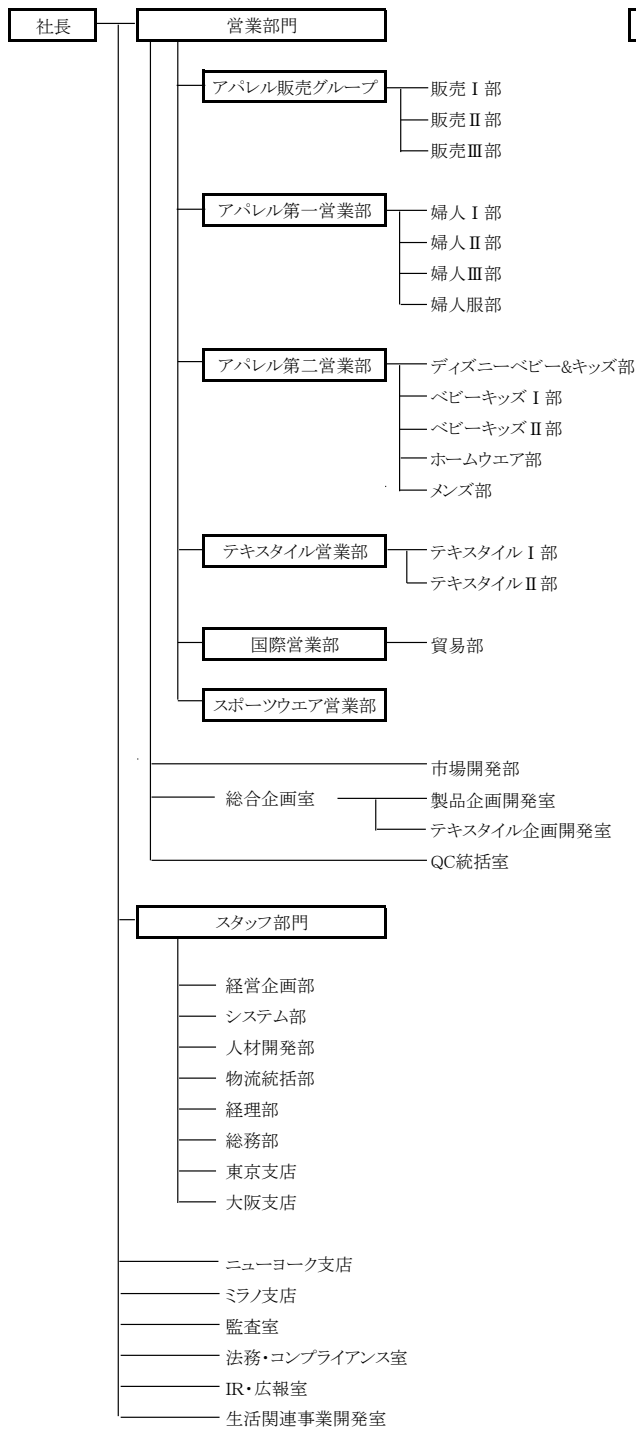 社長
営業部門
アパレル販売グループ
販売Ⅰ部
販売Ⅱ部
販売Ⅲ部
アパレル第一営業部
婦人Ⅰ部
婦人Ⅱ部
婦人Ⅲ部
婦人服部
アパレル第二営業部
ディズニーベビー&キッズ部
ベビーキッズⅠ部
ベビーキッズⅡ部
ホームウエア部
メンズ部
テキスタイル営業部
テキスタイルⅠ部
テキスタイルⅡ部
国際営業部
貿易部
スポーツウエア営業部
市場開発部
総合企画室
製品企画開発室
テキスタイル企画開発室
QC統括室
スタッフ部門
経営企画部
システム部
人材開発部
物流統括部
経理部
総務部
東京支店
大阪支店
ニューヨーク支店
ミラノ支店
監査室
法務・コンプライアンス室
IR・広報室
生活関連事業開発室